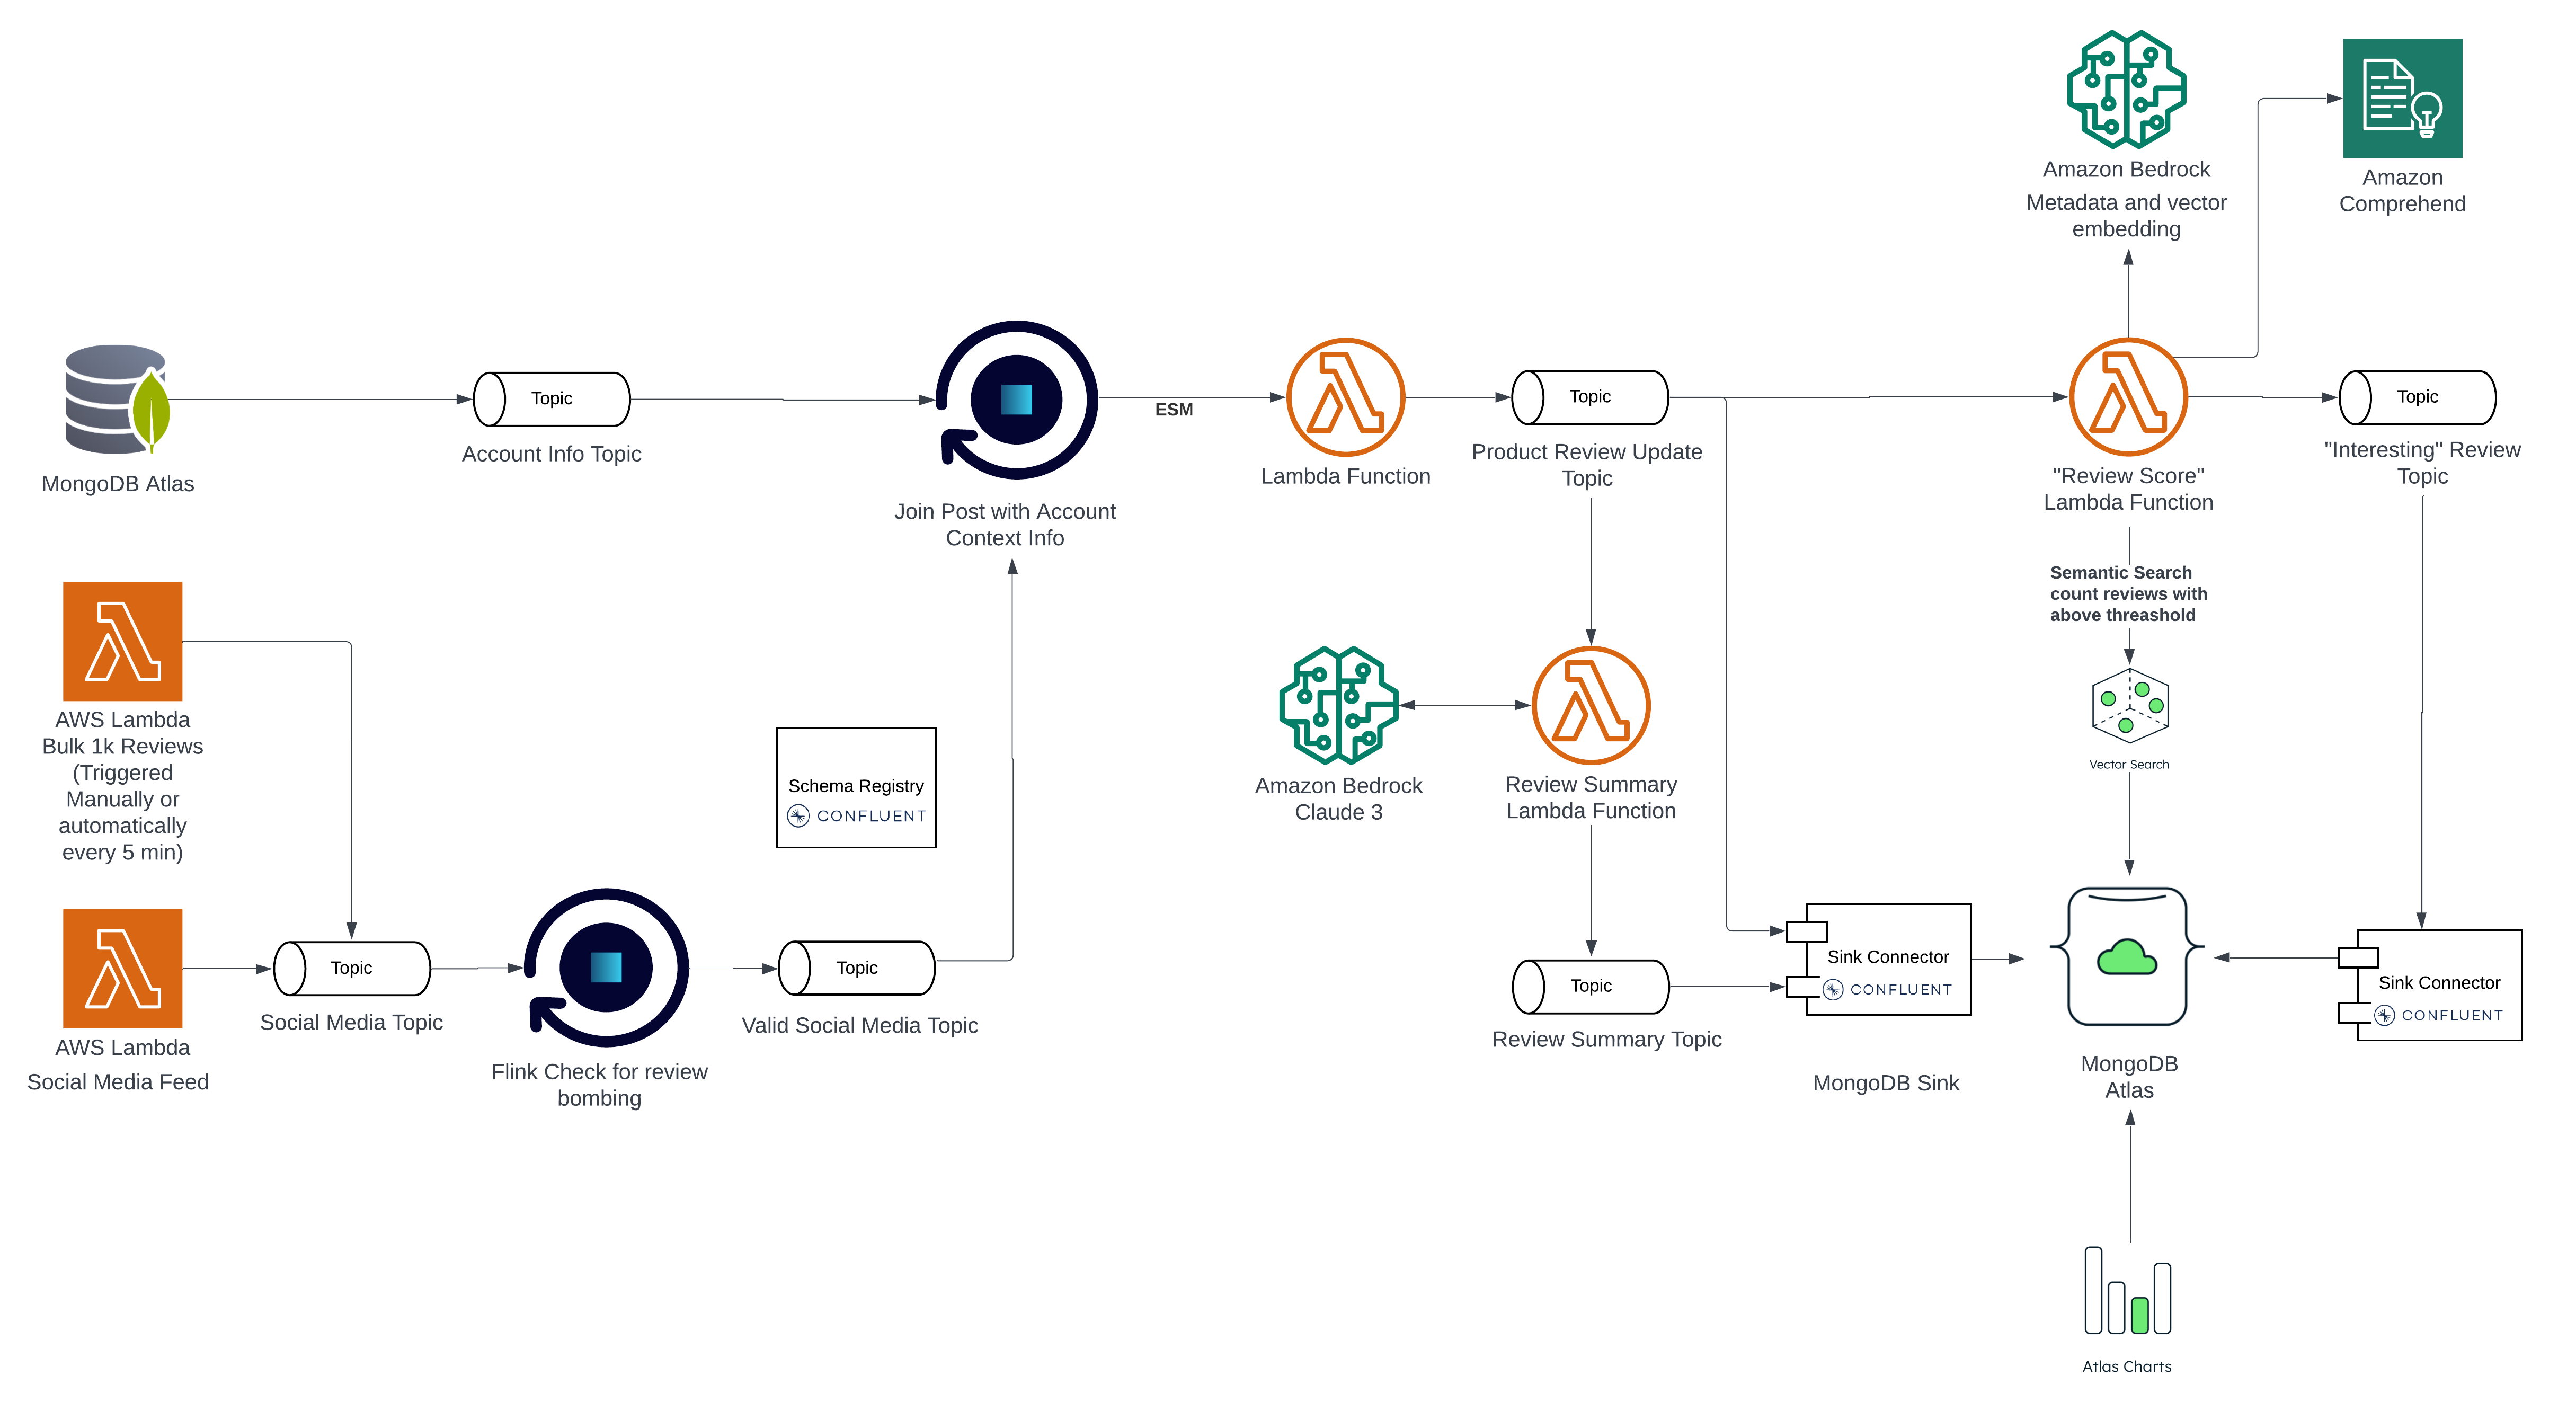 Amazon Bedrock
Metadata and vector
embedding
Amazon
Comprehend
MongoDB Atlas
Topic
Account Info Topic
Join Post with Account
Context Info
ESM
Lambda Function
Topic
Product Review Update
Topic
"Review Score"
Lambda Function
Topic
"Interesting" Review
Topic
Semantic Search
count reviews with
above threashold
Vector Search
AWS Lambda
Bulk 1k Reviews
(Triggered
Manually or
automatically
every 5 min)
Schema Registry
CONFLUENT
Amazon Bedrock
Claude 3
Review Summary
Lambda Function
AWS Lambda
Social Media Feed
Topic
Social Media Topic
Flink Check for review
bombing
Topic
Valid Social Media Topic
Topic
Review Summary Topic
Sink Connector
CONFLUENT
MongoDB Sink
MongoDB
Atlas
Sink Connector
CONFLUENT
Atlas Charts